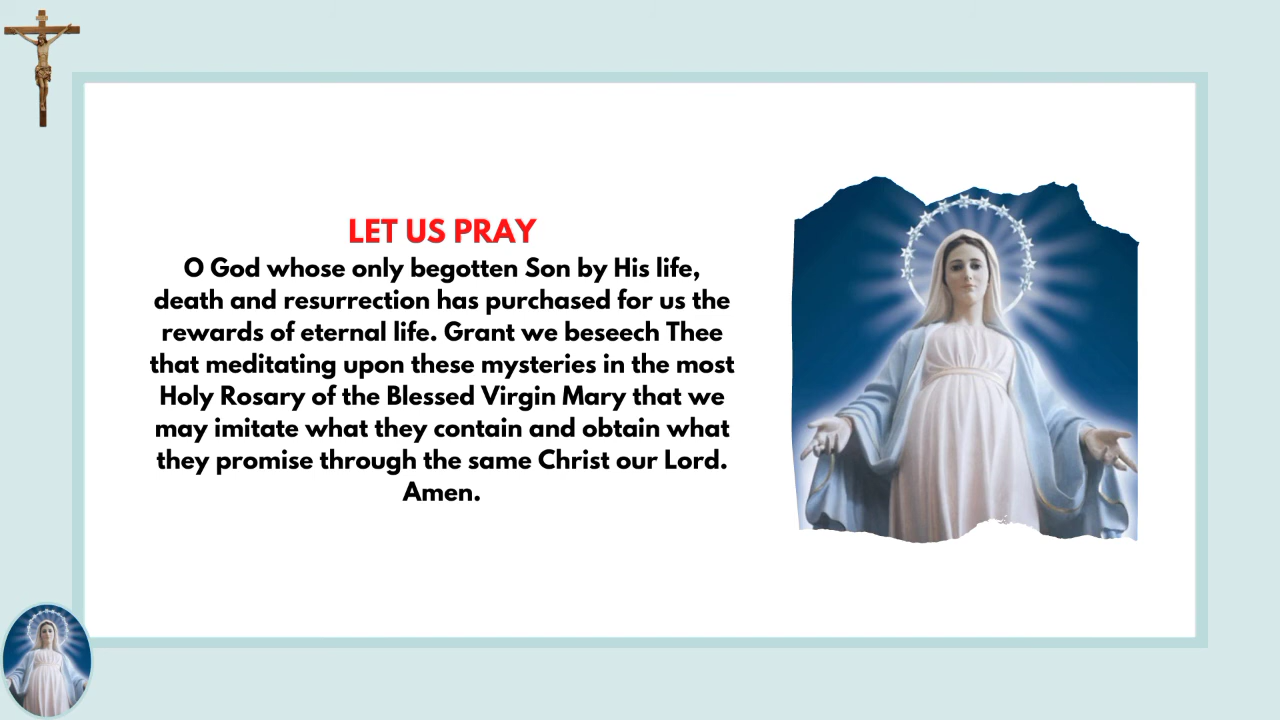 LET US PRAY
O God whose only begotten Son by His life,
death and resurrection has purchased for us the
rewards of eternal life. Grant we beseech Thee
that meditating upon these mysteries in the most
Holy Rosary of the Blessed Virgin Mary that we
may imitate what they contain and obtain what
they promise through the same Christ our Lord.
Amen.